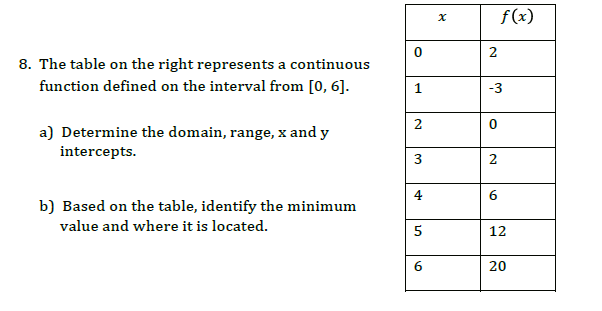 x f(x)
0 2
8. The table on the right represents a continuous
function defined on the interval from [0, 6].
1 -3
2 0
a) Determine the domain, range, x and y
intercepts.
3 2
4 6
b) Based on the table, identify the minimum
value and where it is located.
5 12
6 20